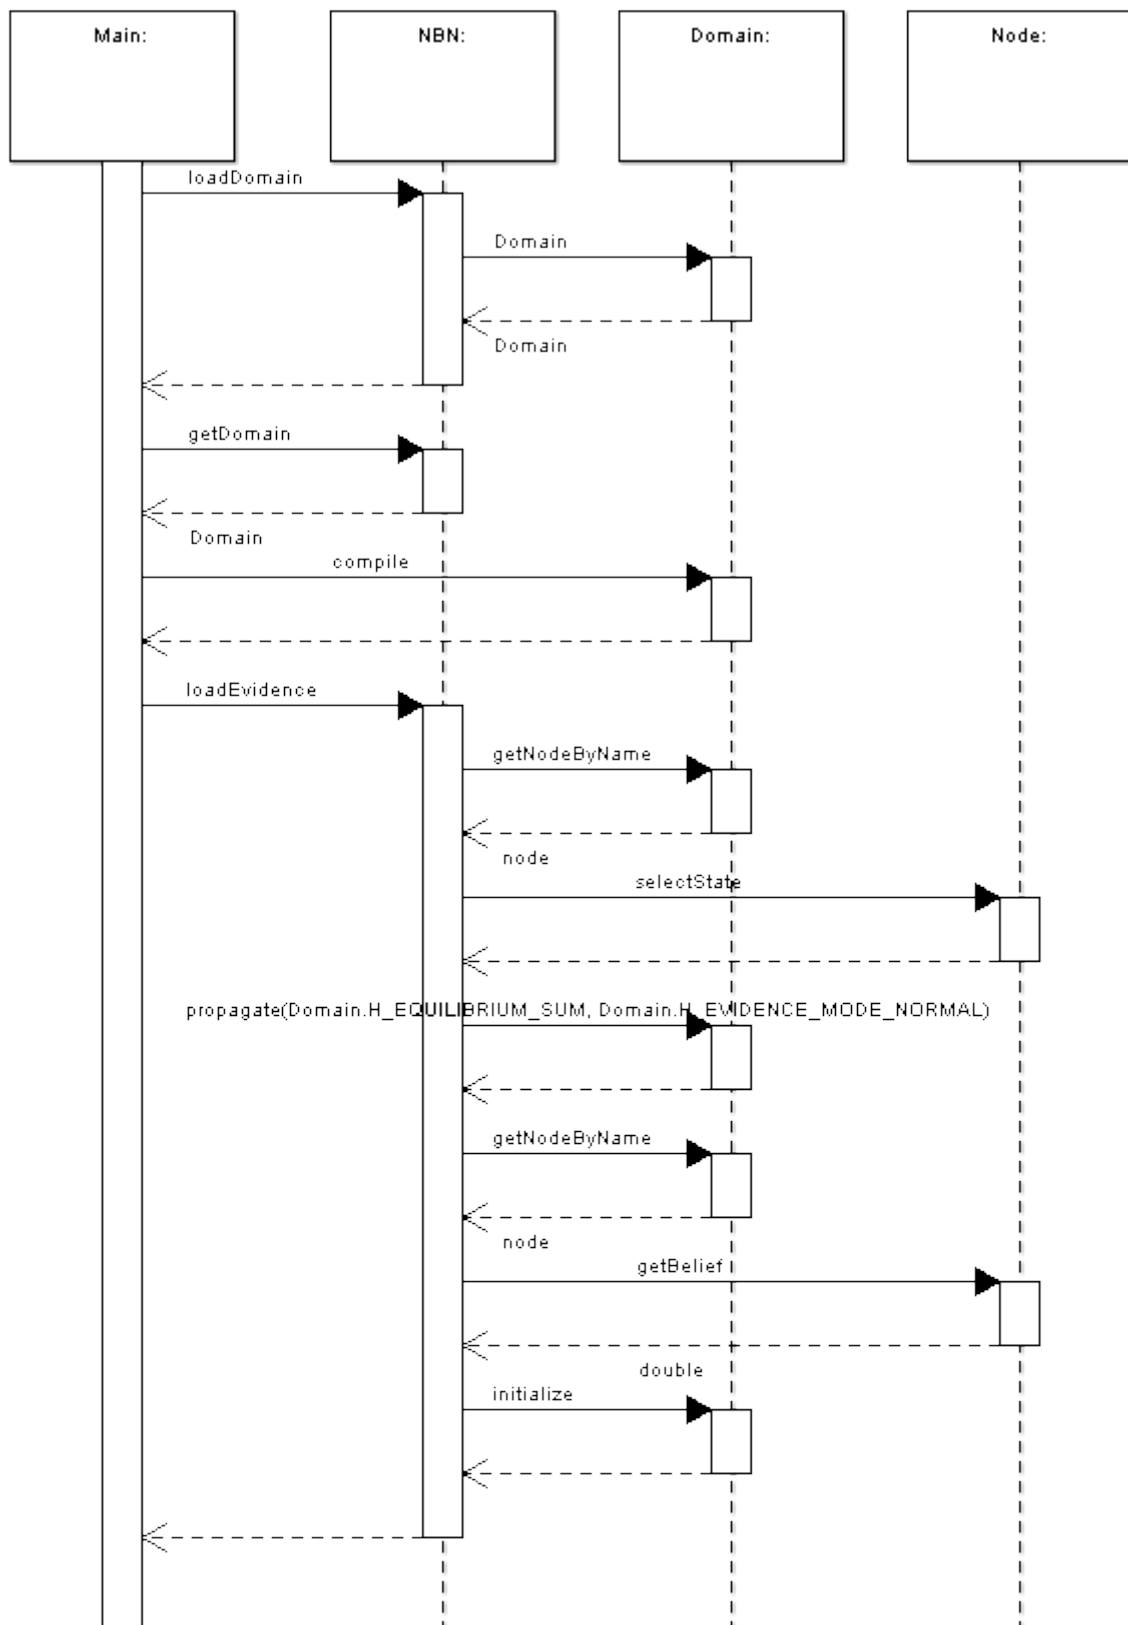 Main:
NBN:
Domain:
Node:
loadDomain
Domain
Domain
getDomain
Domain
compile
loadEvidence
getNodeByName
node
selectState
propagate(Domain.H_EQUILIBRIUM_SUM, Domain.H_EVIDENCE_MODE_NORMAL)
getNodeByName
node
getBelief
double
initialize